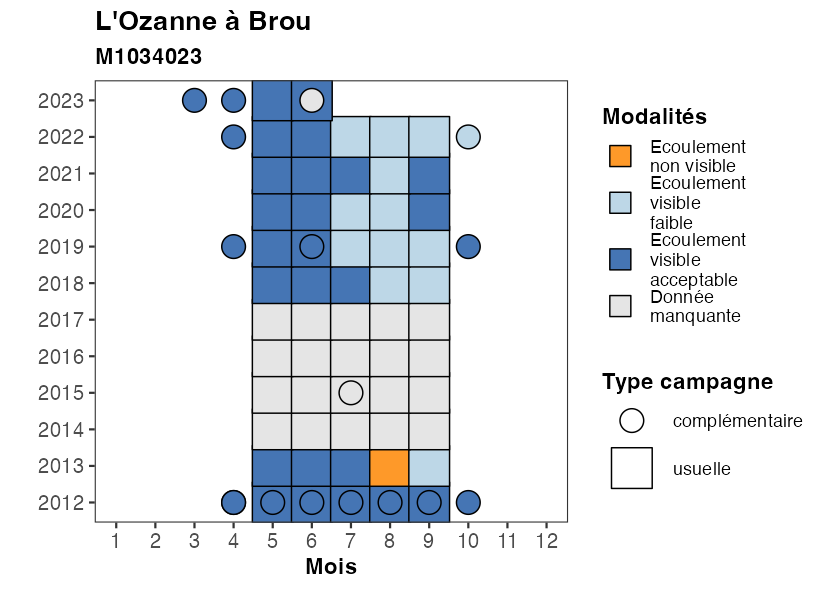 L'Ozanne à Brou
M1034023
2023
2022
2021
2020
2019
2018
2017
2016
2015
2014
2013
2012
1 2 3 4 5 6 7 8 9 10 11 12
Mois
Modalités
Ecoulement
non visible
Ecoulement
visible
faible
Ecoulement
visible
acceptable
Donnée
manquante
Type campagne
complémentaire
usuelle